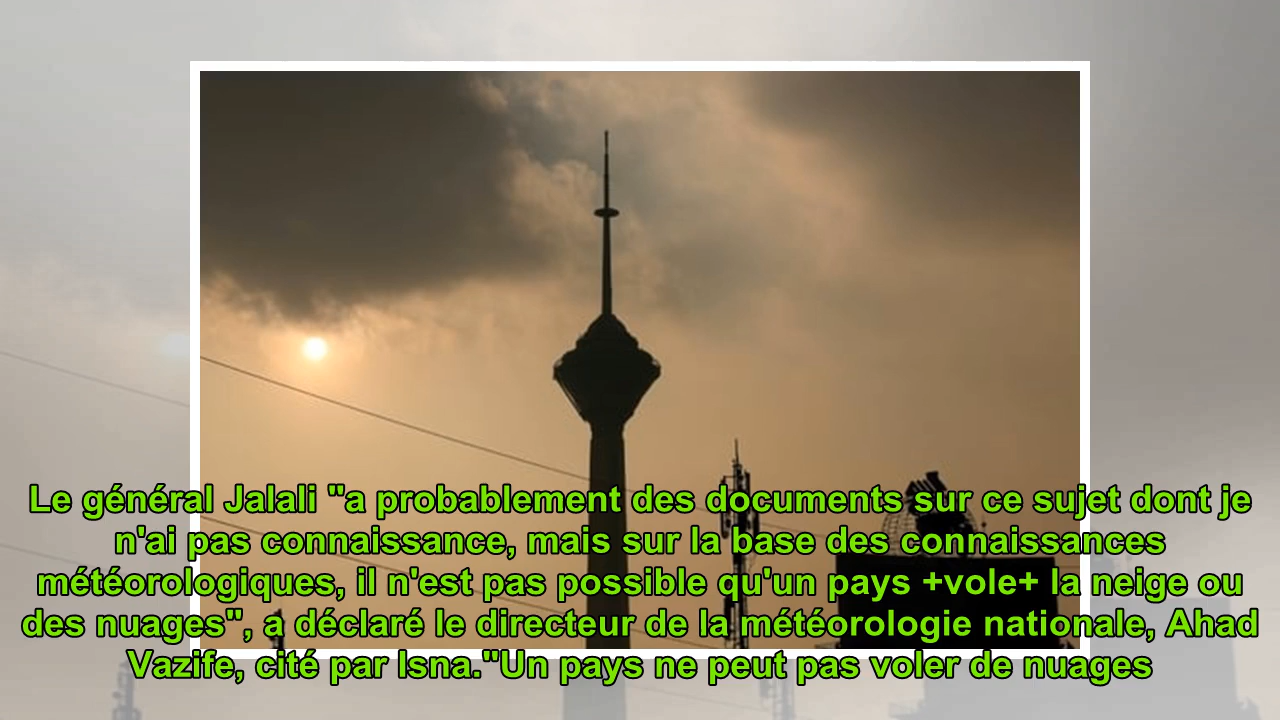 Le général Jalali "a probablement des documents sur ce sujet dont je
n'ai pas connaissance, mais sur la base des connaissances
météorologiques, il n'est pas possible qu'un pays +vole+ la neige ou
des nuages", a déclaré le directeur de la météorologie nationale, Ahad
Vazife, cité par Isna."Un pays ne peut pas voler de nuages